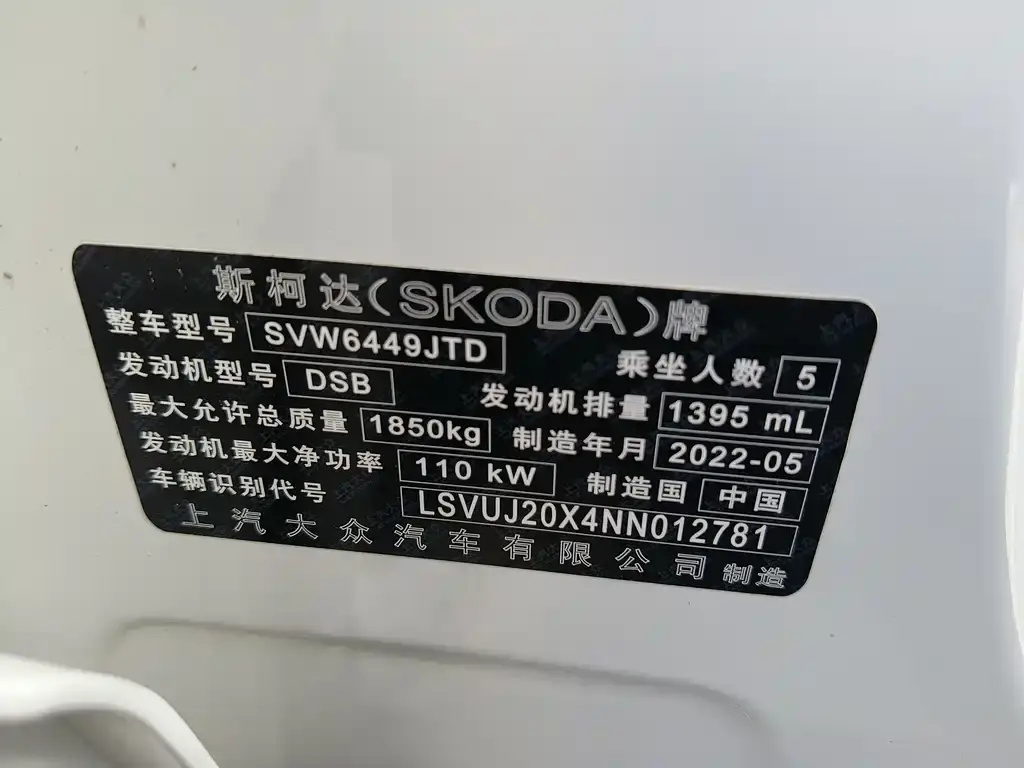 斯柯达(SKODA)牌
整车型号 SVW6449JTD 乘坐人数 5
发动机型号 DSB 发动机排量 1395 mL
最大允许总质量 1850kg 制造年月 2022-05
发动机最大净功率 110 kW 制造国 中国
车辆识别代号 LSVUJ20X4NN012781
上汽大众汽车有限公司 制造